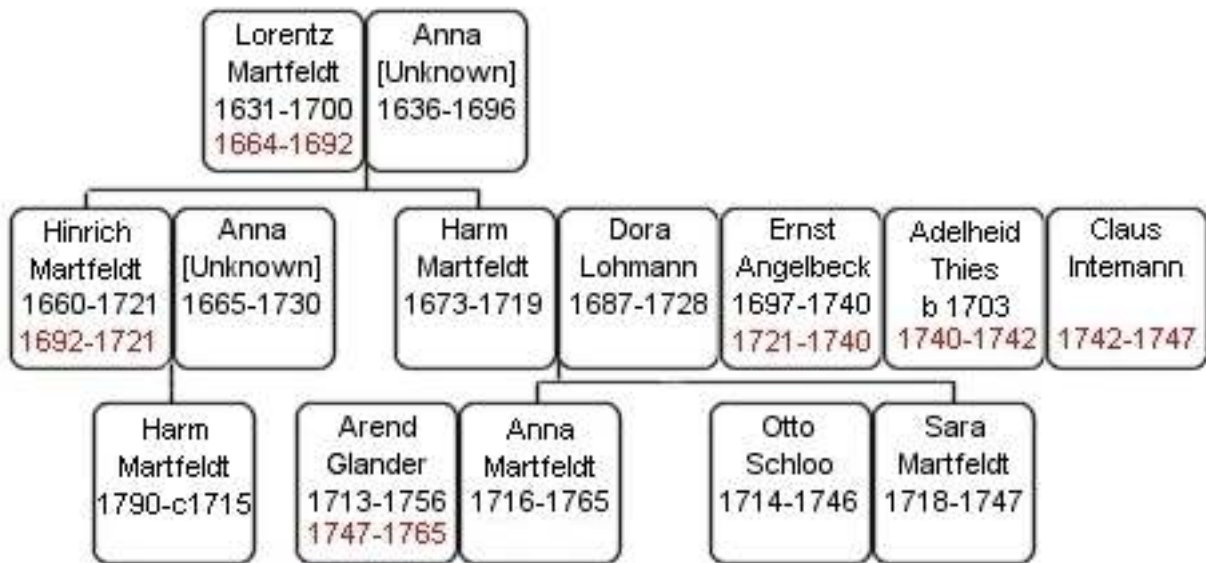 Lorentz
Martfeldt
1631-1700
1664-1692
Anna
[Unknown]
1636-1696
Hinrich
Martfeldt
1660-1721
1692-1721
Anna
[Unknown]
1665-1730
Harm
Martfeldt
1673-1719
Dora
Lohmann
1687-1728
Ernst
Angelbeck
1697-1740
1721-1740
Adelheid
Thies
b 1703
1740-1742
Claus
Intemann
1742-1747
Harm
Martfeldt
1790-c1715
Arend
Glander
1713-1756
1747-1765
Anna
Martfeldt
1716-1765
Otto
Schloo
1714-1746
Sara
Martfeldt
1718-1747